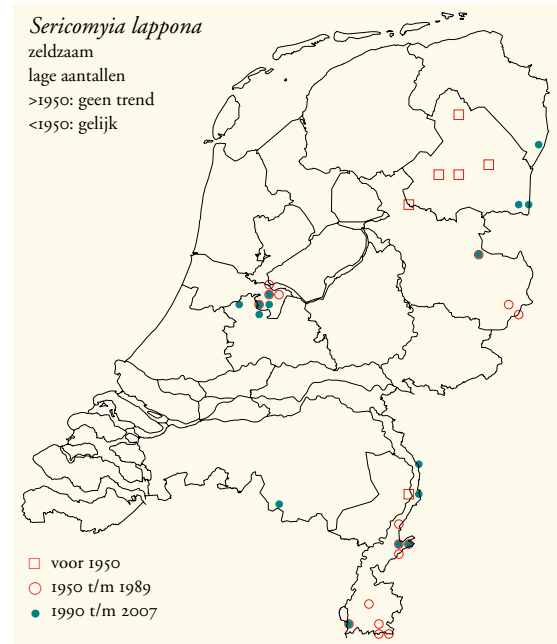 Sericomyia lappona
zeldzaam
lage aantallen
>1950: geen trend
<1950: gelijk
voor 1950
1950 t/m 1989
1990 t/m 2007